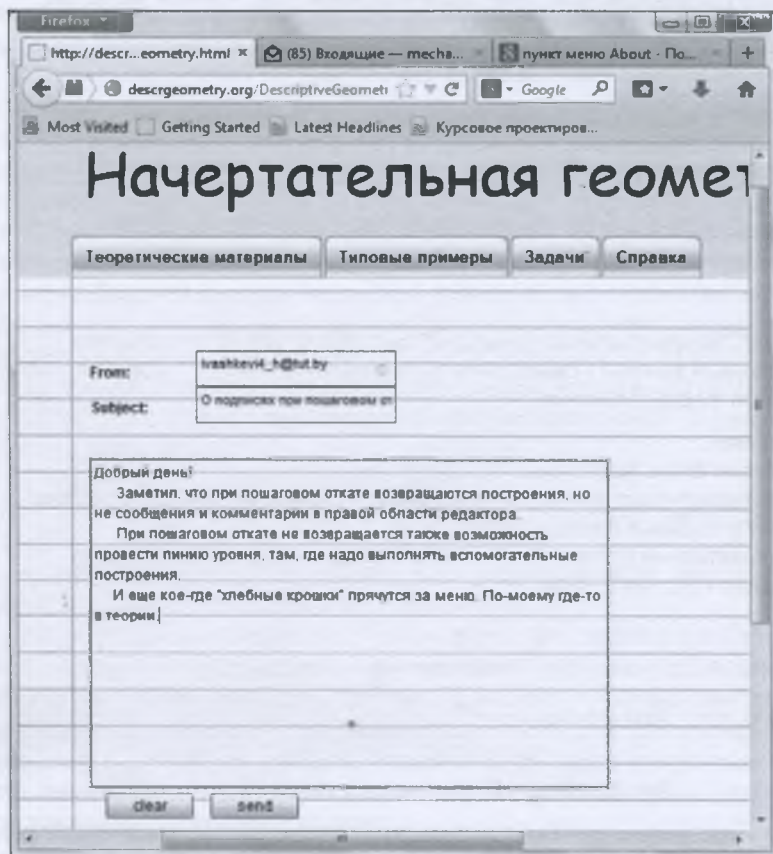 Firefox
http://descr...eometry.html × (85) Входящие — mecha... × пункт меню About - По... × +
descrgeometry.org/DescriptiveGeometr Google
Most Visited Getting Started Latest Headlines Курсовое проектиров...
Начертательная геомет
Теоретические материалы Типовые примеры Задачи Справка
From: ivashkevi4_h@tut.by
Subject: О подписях при пошаговом от
Добрый день!
Заметил, что при пошаговом откате возвращаются построения, но
не сообщения и комментарии в правой области редактора.
При пошаговом откате не возвращается также возможность
провести линию уровня, там, где надо выполнять вспомогательные
построения.
И еще кое-где "хлебные крошки" прячутся за меню. По-моему где-то
в теории.
clear send